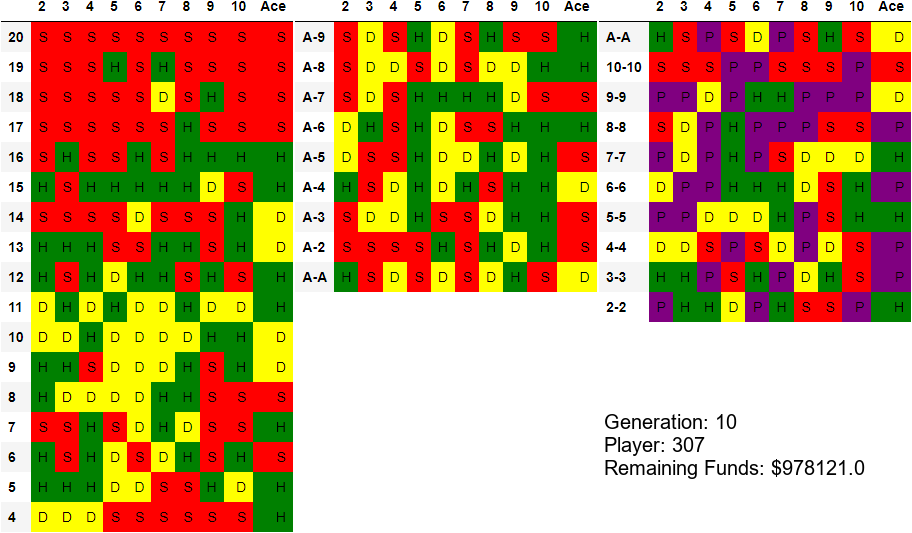 2 3 4 5 6 7 8 9 10 Ace
20 S S S S S S S S S S
19 S S S H S H S S S S
18 S S S S S D S H S S
17 S S S S S S H S S S
16 S H S S H S H H H H
15 H S H H H H H D S H
14 S S S S D S S S H D
13 H H H S S H H S H D
12 H S H D H H S H S H
11 D H D H D D H D D H
10 D D H D D D D H H D
9 H H S D D D H S H D
8 H D D D D H H S S S
7 S S H S D H D S S H
6 H S H D S D H S H S
5 H H H D D S S H D H
4 D D D S S S S S S H
2 3 4 5 6 7 8 9 10 Ace
A-9 S D S H D S H S S H
A-8 S D D S D S D D H H
A-7 S D S H H H H D S S
A-6 D H S H D S S H H H
A-5 D S S H D D H D H S
A-4 H S D H D H S H H D
A-3 S D D H S S D H H S
A-2 S S S S H S H D H S
A-A H S D S D S D H S D
2 3 4 5 6 7 8 9 10 Ace
A-A H S P S D P S H S D
10-10 S S S P P S S S P S
9-9 P P D P H H P P P D
8-8 S D P H P P P S S P
7-7 P D P H P S D D D H
6-6 D P P H H H D S H P
5-5 P P D D D H P S H H
4-4 D D S P S D P D S P
3-3 H H P S H P D H S P
2-2 P H H D P H S S P H
Generation: 10
Player: 307
Remaining Funds: $978121.0